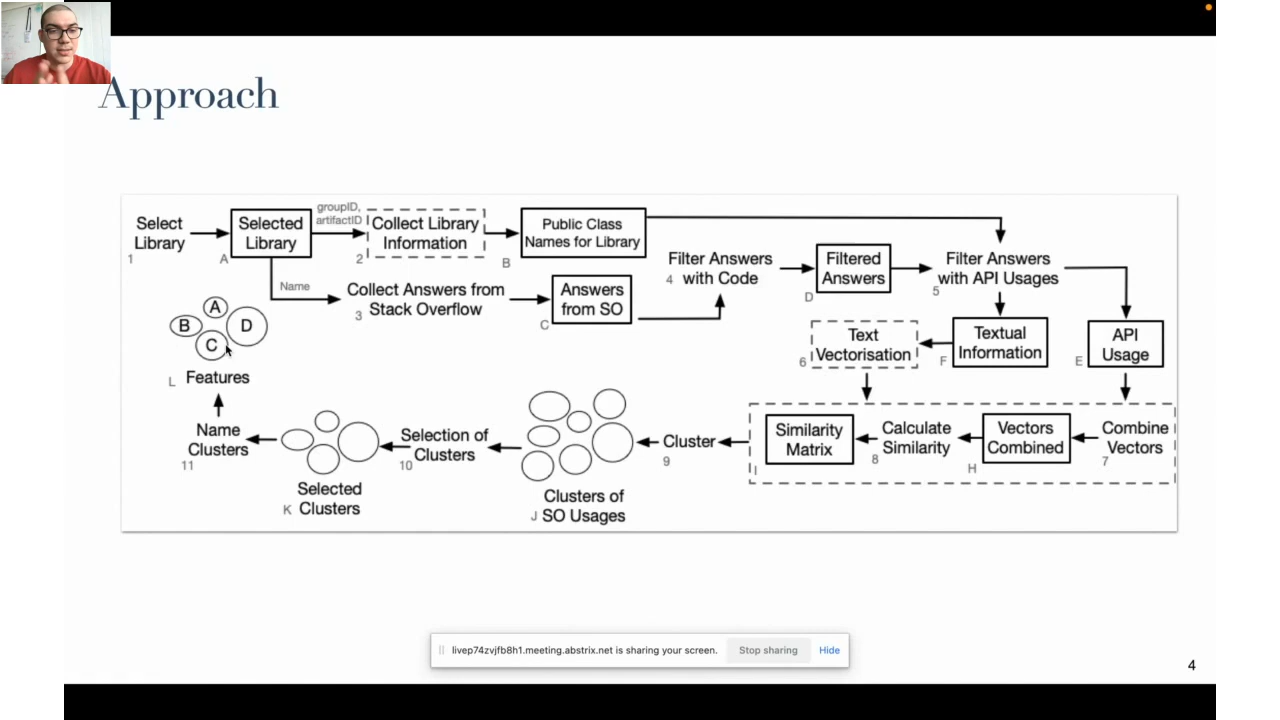 Approach
Select
Library
1
Selected
Library
A
groupID,
artifactID
Collect Library
Information
2
Public Class
Names for Library
B
Name
Collect Answers from
Stack Overflow
3
Answers
from SO
C
Filter Answers
with Code
4
Filtered
Answers
D
Filter Answers
with API Usages
5
Text
Vectorisation
6
Textual
Information
F
API
Usage
E
Combine
Vectors
7
Vectors
Combined
H
Calculate
Similarity
8
Similarity
Matrix
I
Cluster
9
Clusters of
J SO Usages
Selection of
Clusters
10
Selected
K Clusters
Name
Clusters
11
A
B
D
C
L Features
livep74zvjfb8h1.meeting.abstrix.net is sharing your screen.
Stop sharing
Hide
4